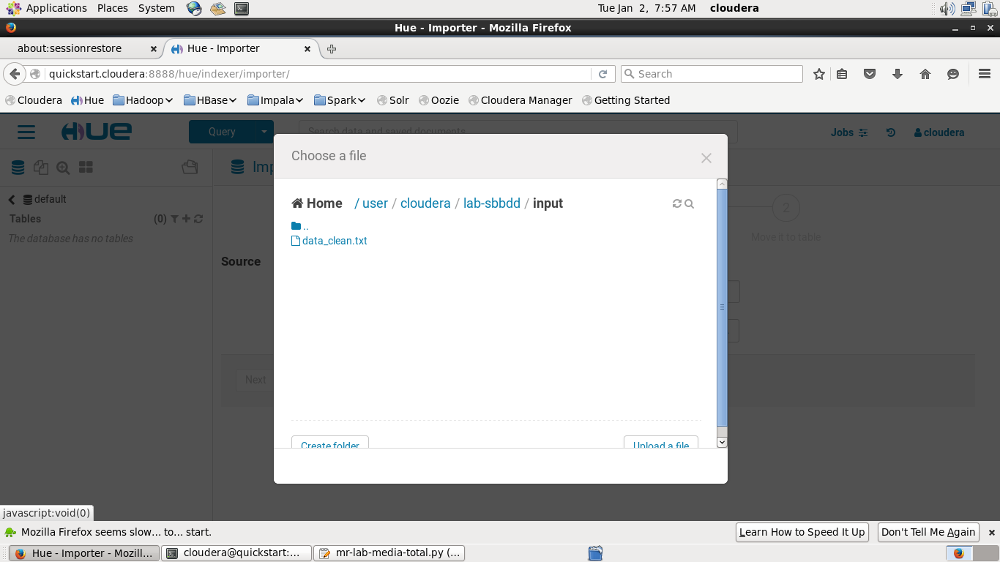 Applications Places System Tue Jan 2, 7:57 AM cloudera
Hue - Importer - Mozilla Firefox
about:sessionrestore Hue - Importer
quickstart.cloudera:8888/hue/indexer/importer/ Search
Cloudera Hue Hadoop HBase Impala Spark Solr Oozie Cloudera Manager Getting Started
HUE Query Search data and saved documents... Jobs cloudera
Choose a file
Imp
Home / user / cloudera / lab-sbbdd / input
default
2
Tables (0)
..
The database has no tables
data_clean.txt
Move it to table
Source
Next
Create folder Upload a file
javascript:void(0)
Mozilla Firefox seems slow... to... start. Learn How to Speed It Up Don't Tell Me Again
Hue - Importer - Mozill... cloudera@quickstart:... mr-lab-media-total.py (...